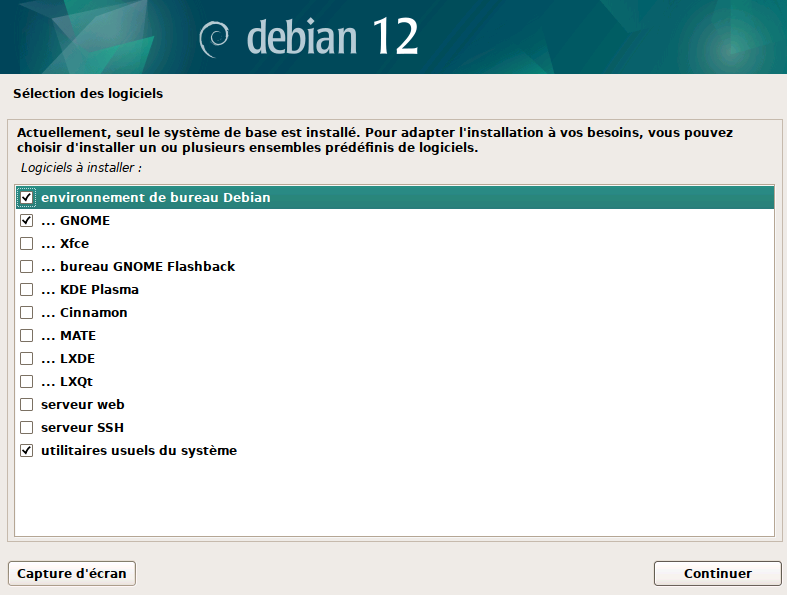 debian 12
Sélection des logiciels
Actuellement, seul le système de base est installé. Pour adapter l'installation à vos besoins, vous pouvez
choisir d'installer un ou plusieurs ensembles prédéfinis de logiciels.
Logiciels à installer :
environnement de bureau Debian
... GNOME
... Xfce
... bureau GNOME Flashback
... KDE Plasma
... Cinnamon
... MATE
... LXDE
... LXQt
serveur web
serveur SSH
utilitaires usuels du système
Capture d'écran
Continuer